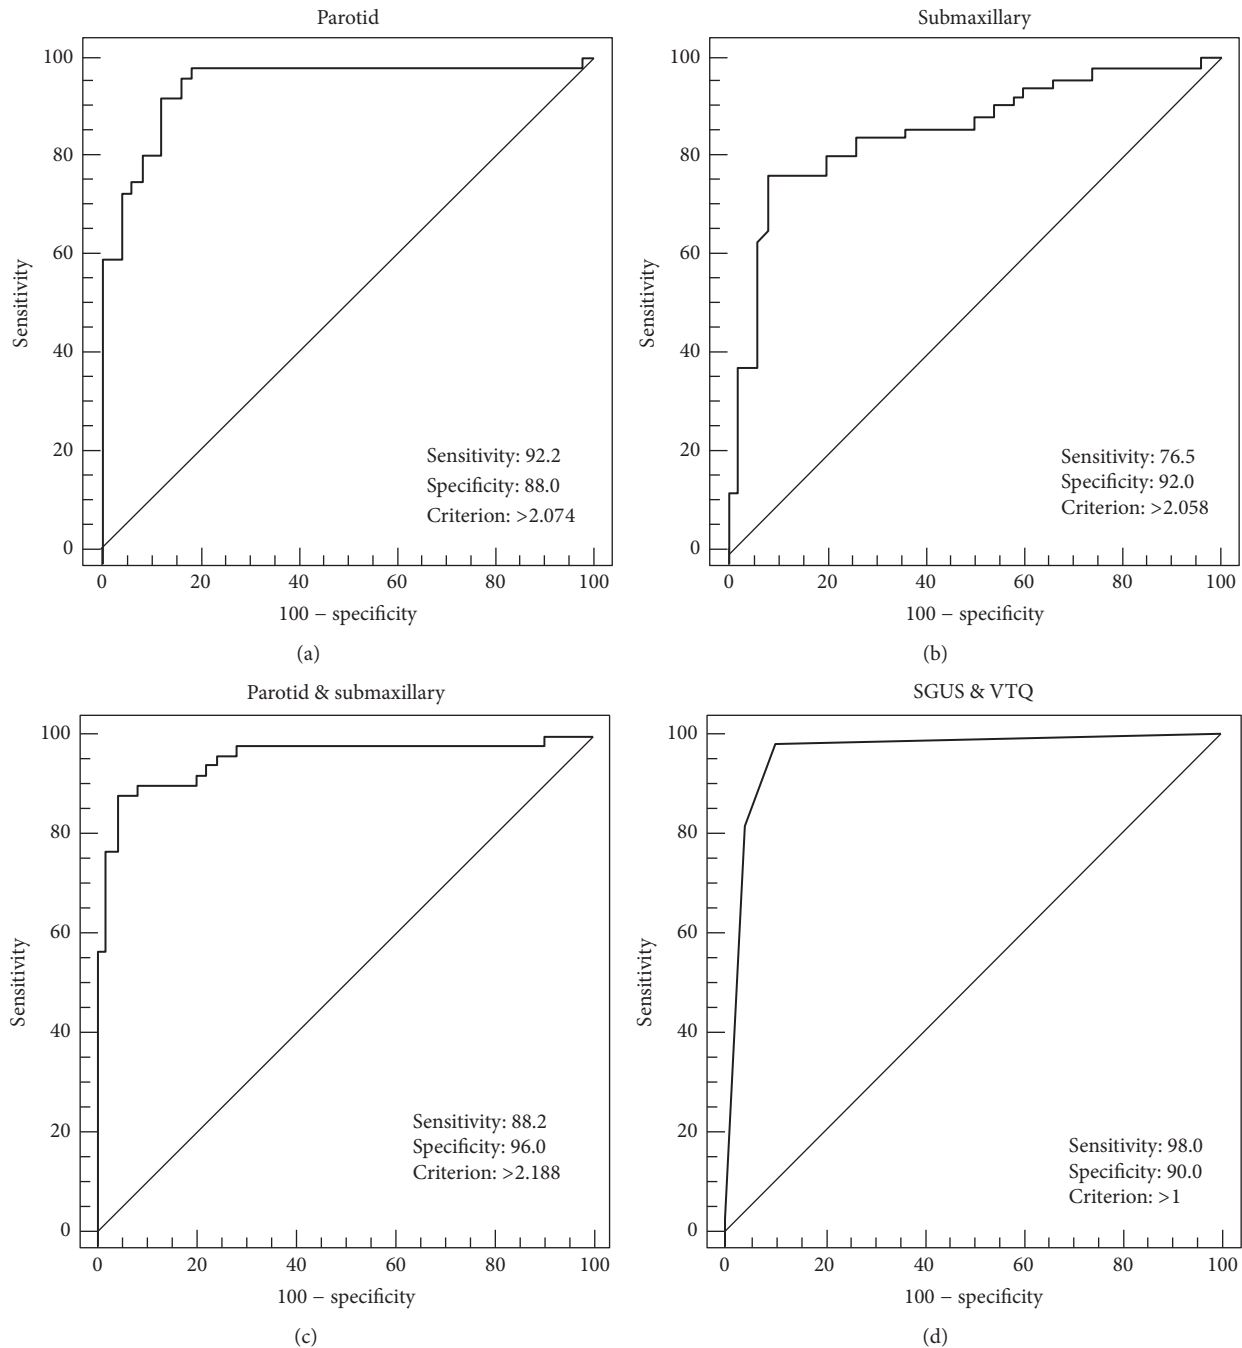 Parotid
100
80
60
40
20
0
Sensitivity
Sensitivity: 92.2
Specificity: 88.0
Criterion: >2.074
0 20 40 60 80 100
100 − specificity
(a)
Submaxillary
100
80
60
40
20
0
Sensitivity
Sensitivity: 76.5
Specificity: 92.0
Criterion: >2.058
0 20 40 60 80 100
100 − specificity
(b)
Parotid & submaxillary
100
80
60
40
20
0
Sensitivity
Sensitivity: 88.2
Specificity: 96.0
Criterion: >2.188
0 20 40 60 80 100
100 − specificity
(c)
SGUS & VTQ
100
80
60
40
20
0
Sensitivity
Sensitivity: 98.0
Specificity: 90.0
Criterion: >1
0 20 40 60 80 100
100 − specificity
(d)